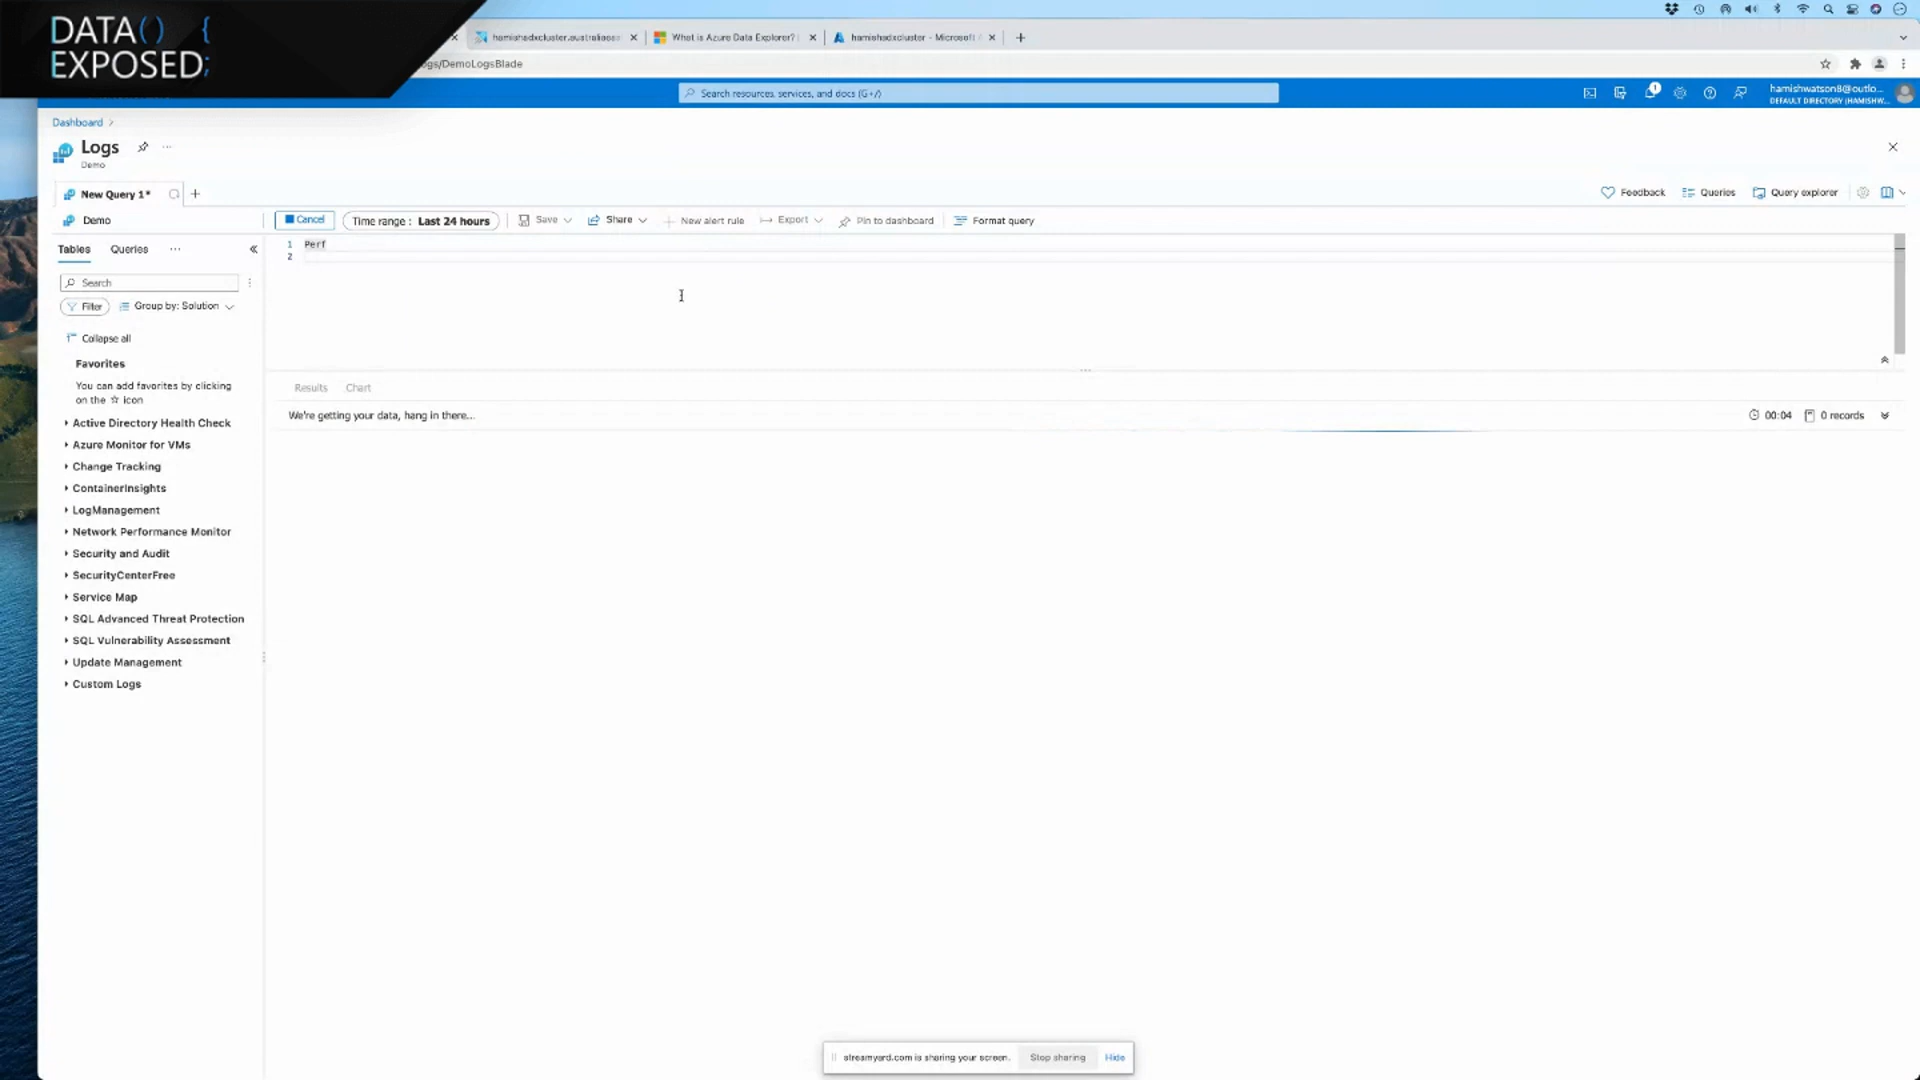 DATA() {
EXPOSED;
hamishadxcluster.australiaeas
What is Azure Data Explorer?
hamishadxcluster - Microsoft A
ogs/DemoLogsBlade
Search resources, services, and docs (G+/)
1
hamishwatson8@outlo...
DEFAULT DIRECTORY (HAMISHW...
Dashboard >
Logs ...
Demo
New Query 1* +
Feedback Queries Query explorer
Demo
Cancel Time range : Last 24 hours Save Share New alert rule Export Pin to dashboard Format query
Tables Queries ... «
1 Perf
2
Search
Filter Group by: Solution
Collapse all
Favorites
You can add favorites by clicking
on the ☆ icon
Active Directory Health Check
Azure Monitor for VMs
Change Tracking
ContainerInsights
LogManagement
Network Performance Monitor
Security and Audit
SecurityCenterFree
Service Map
SQL Advanced Threat Protection
SQL Vulnerability Assessment
Update Management
Custom Logs
Results Chart
We're getting your data, hang in there... 00:04 0 records
streamyard.com is sharing your screen. Stop sharing Hide